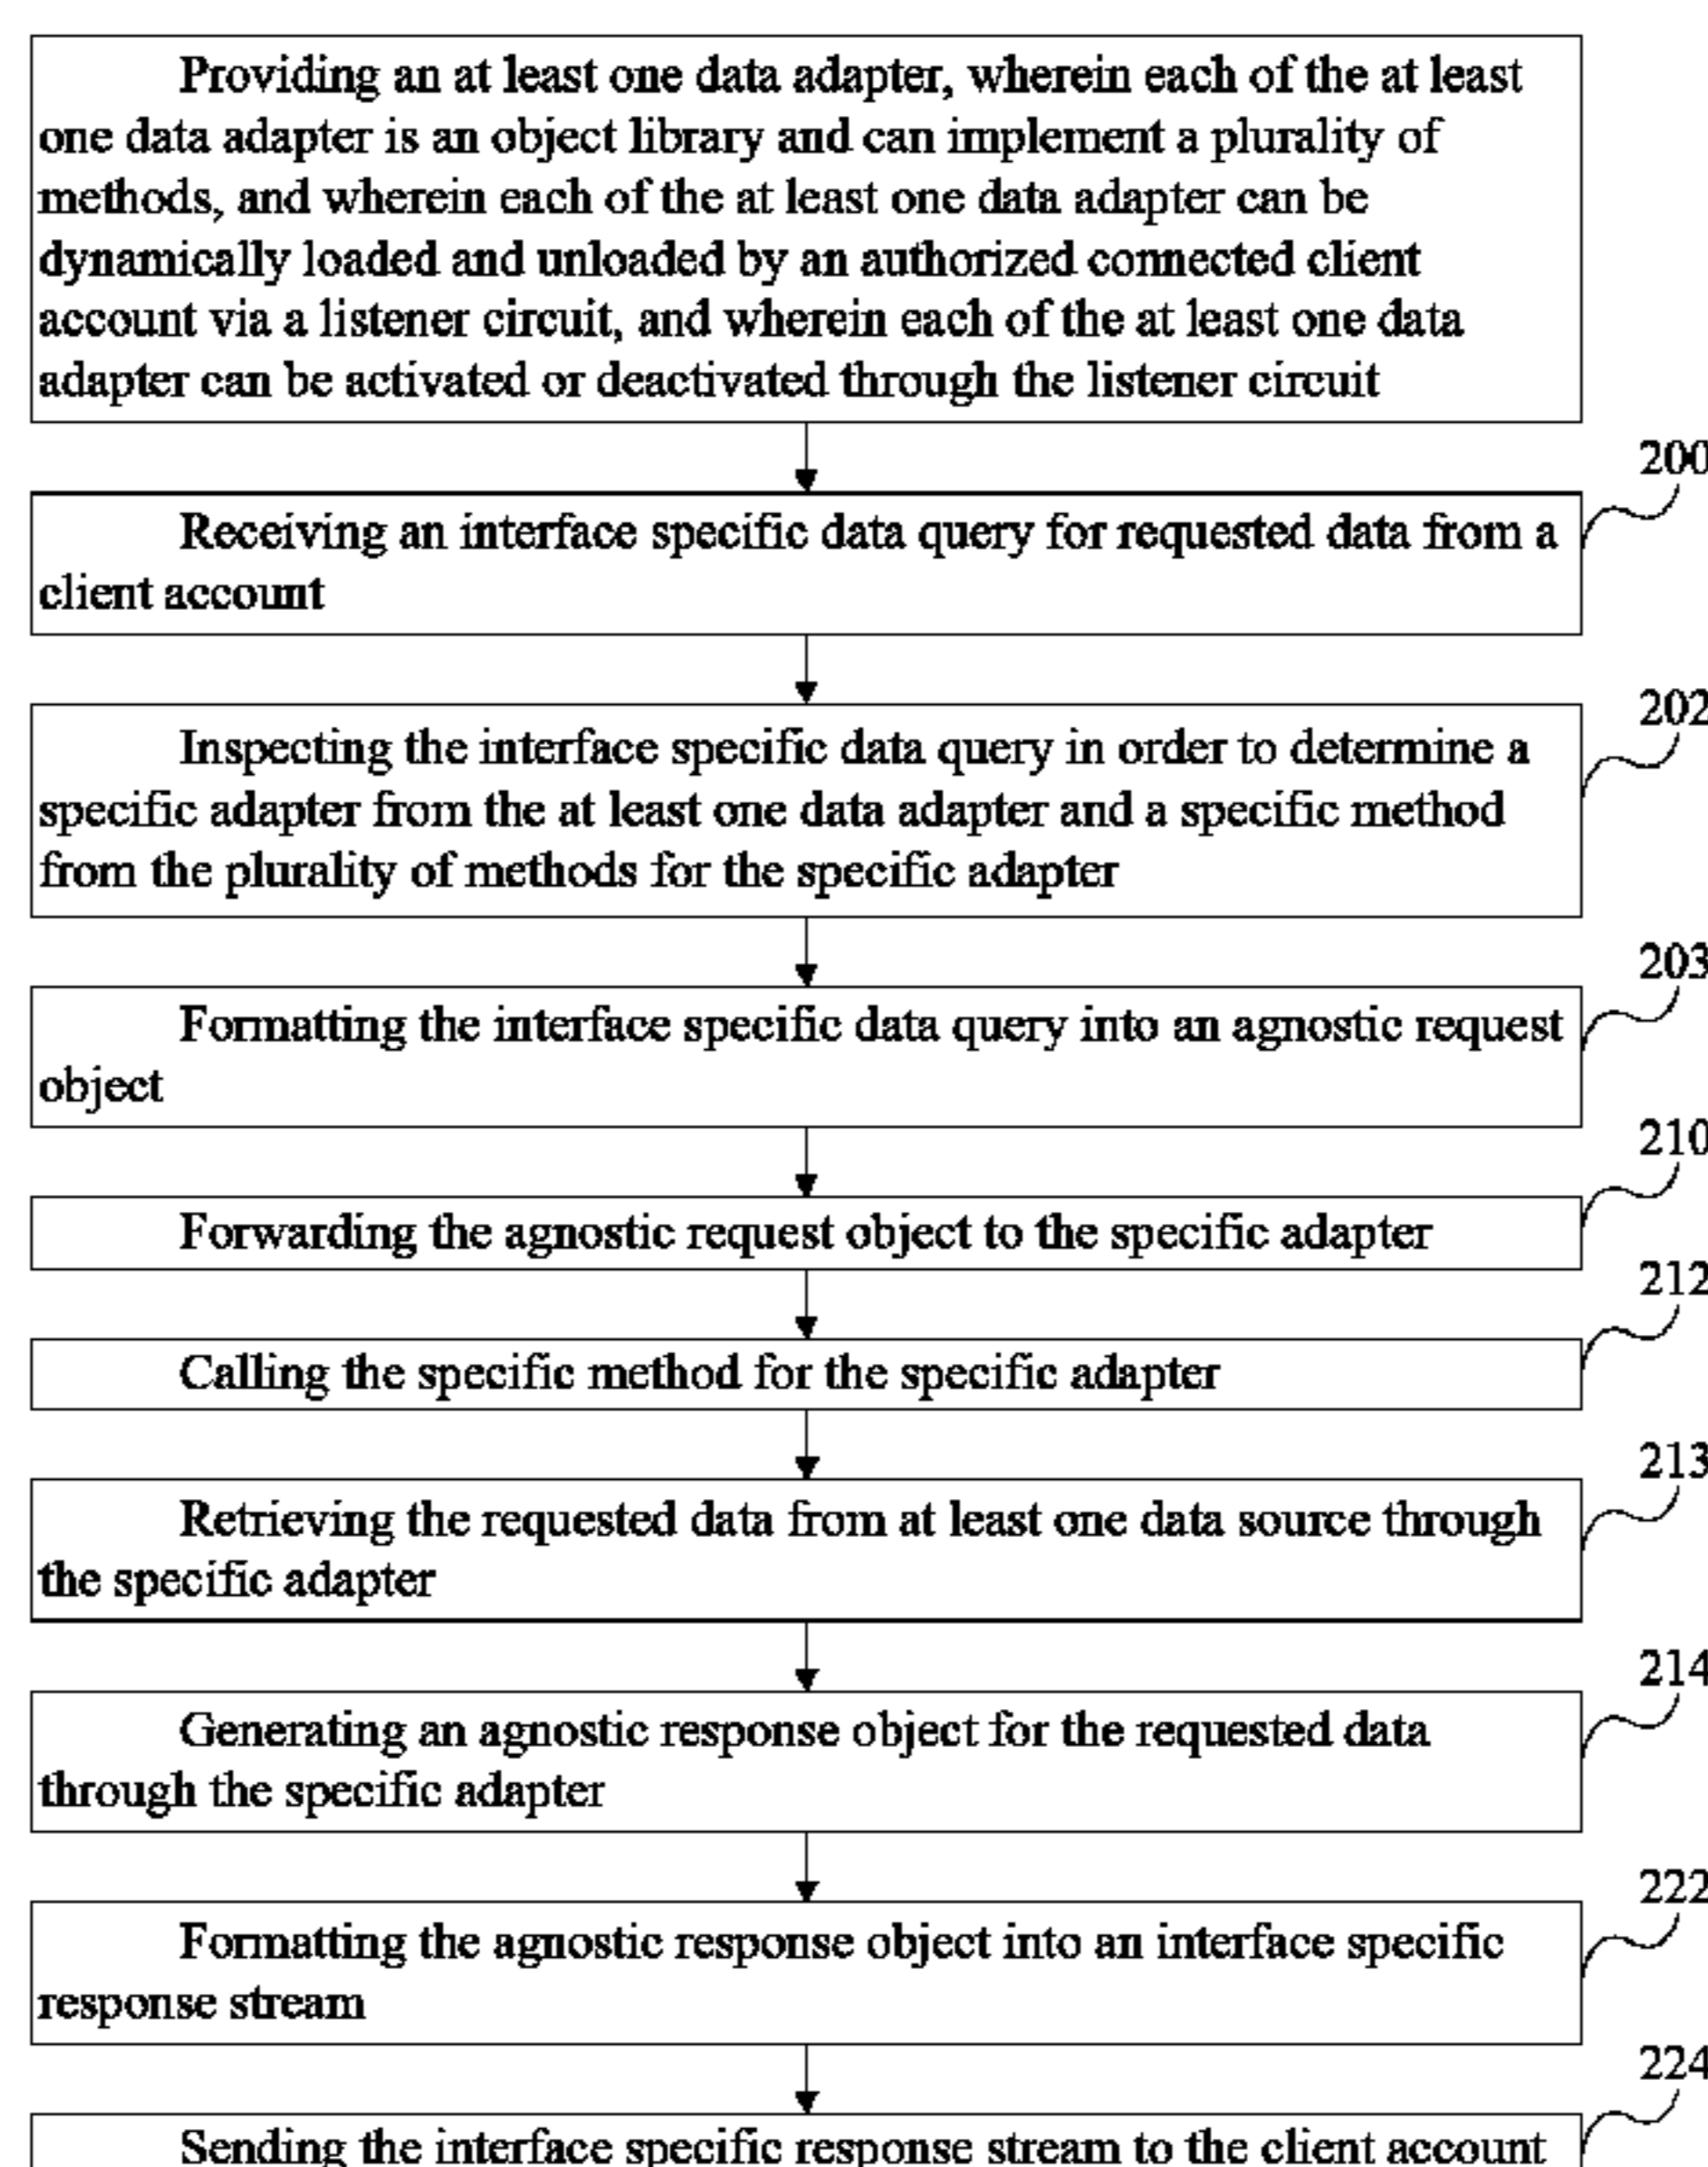 Providing an at least one data adapter, wherein each of the at least
one data adapter is an object library and can implement a plurality of
methods, and wherein each of the at least one data adapter can be
dynamically loaded and unloaded by an authorized connected client
account via a listener circuit, and wherein each of the at least one data
adapter can be activated or deactivated through the listener circuit
200
Receiving an interface specific data query for requested data from a
client account
202
Inspecting the interface specific data query in order to determine a
specific adapter from the at least one data adapter and a specific method
from the plurality of methods for the specific adapter
203
Formatting the interface specific data query into an agnostic request
object
210
Forwarding the agnostic request object to the specific adapter
212
Calling the specific method for the specific adapter
213
Retrieving the requested data from at least one data source through
the specific adapter
214
Generating an agnostic response object for the requested data
through the specific adapter
222
Formatting the agnostic response object into an interface specific
response stream
224
Sending the interface specific response stream to the client account